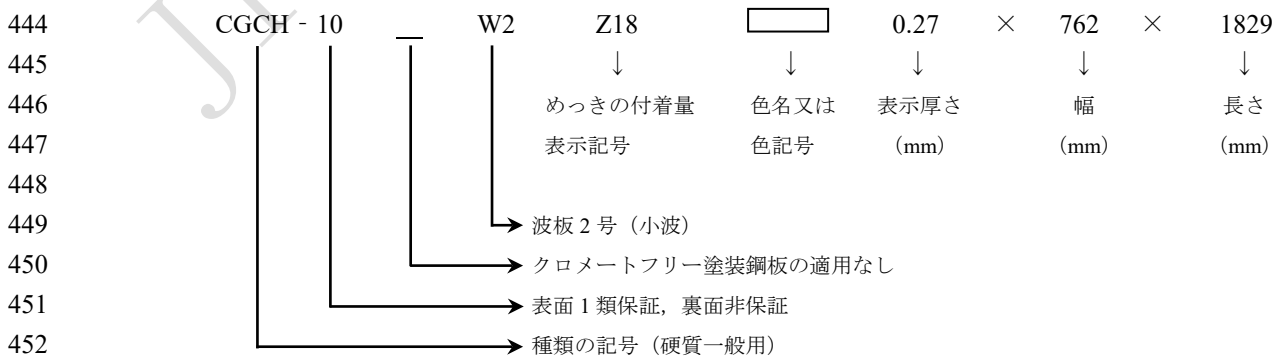 444 CGCH‐10 _ W2 Z18 0.27 × 762 × 1829
445 ↓ ↓ ↓ ↓ ↓
446 めっきの付着量 色名又は 表示厚さ 幅 長さ
447 表示記号 色記号 (mm) (mm) (mm)
448
449 波板2号（小波）
450 クロメートフリー塗装鋼板の適用なし
451 表面1類保証，裏面非保証
452 種類の記号（硬質一般用）